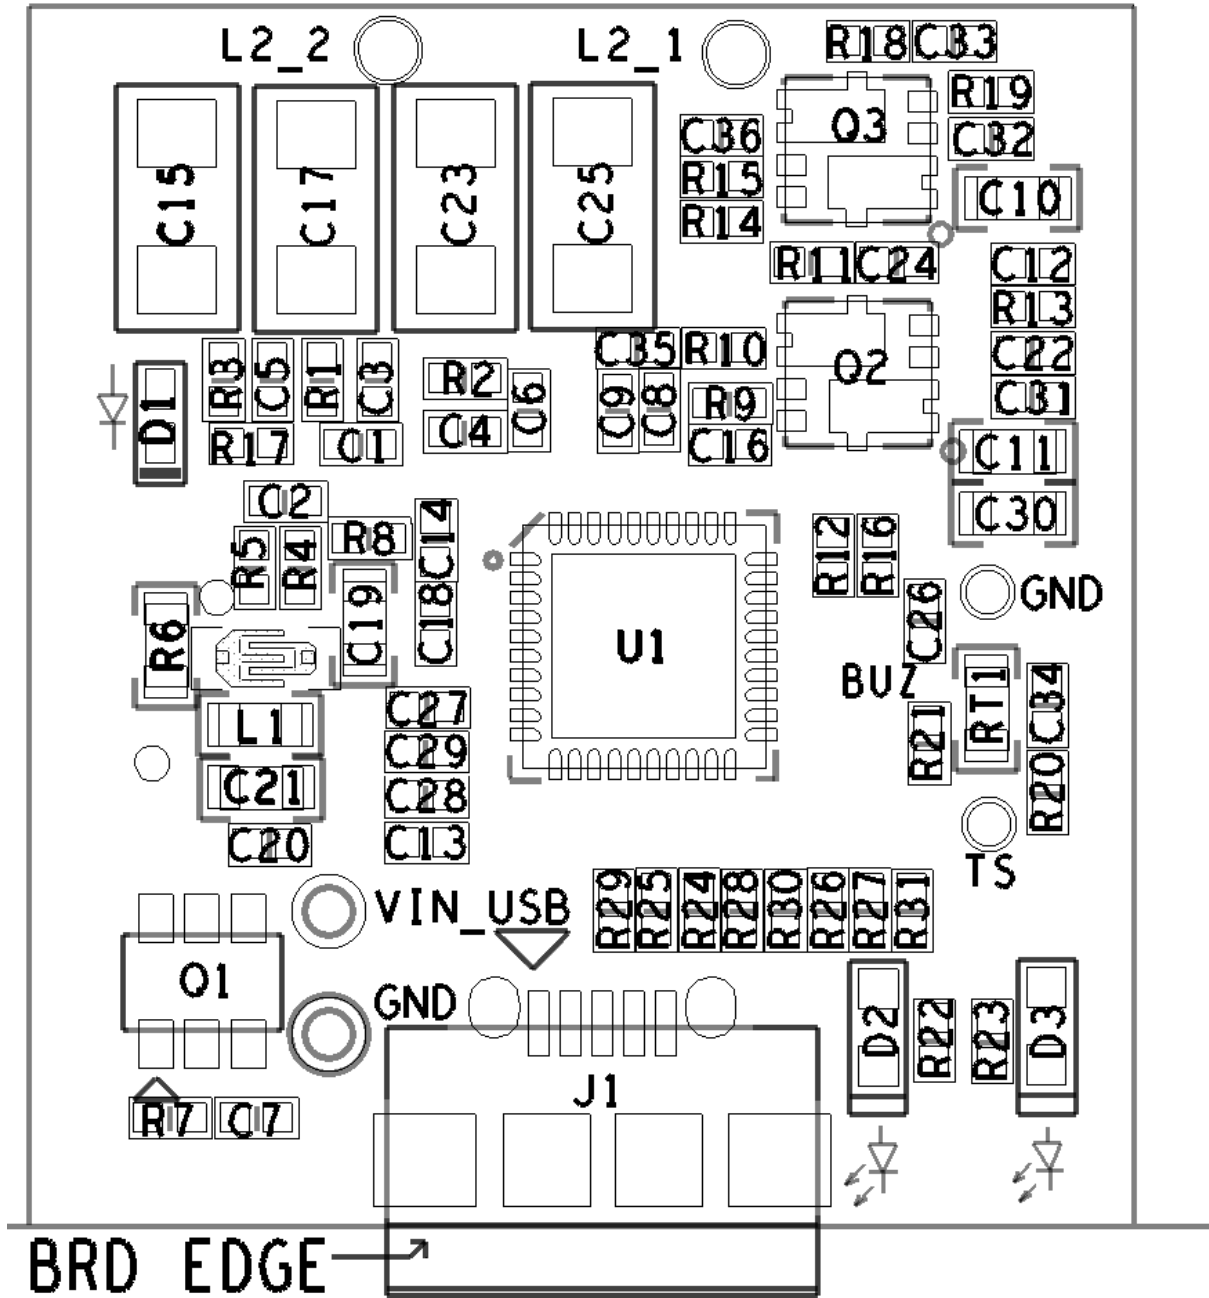 L2_2 L2_1 R18 C33
R19
Q3
C36 C32
R15
C15 C17 C23 C25 C10
R14
R11 C24 C12
R13
C35 R10 C22
Q2
R3 C5 R1 C3 R2 C6 C9 C8 R9 C31
D1
R17 C1 C4 C16 C11
C2 C30
R5 R4 R8 C14 R12 R16
GND
R6 C19 C18 U1 C26
BUZ
L1 C27 RT1 C34
C29 R21
C21 C28 R20
C20 C13
TS
VIN_USB R29 R25 R24 R28 R30 R26 R27 R31
Q1
GND D2 R22 R23 D3
J1
R7 C7
BRD EDGE